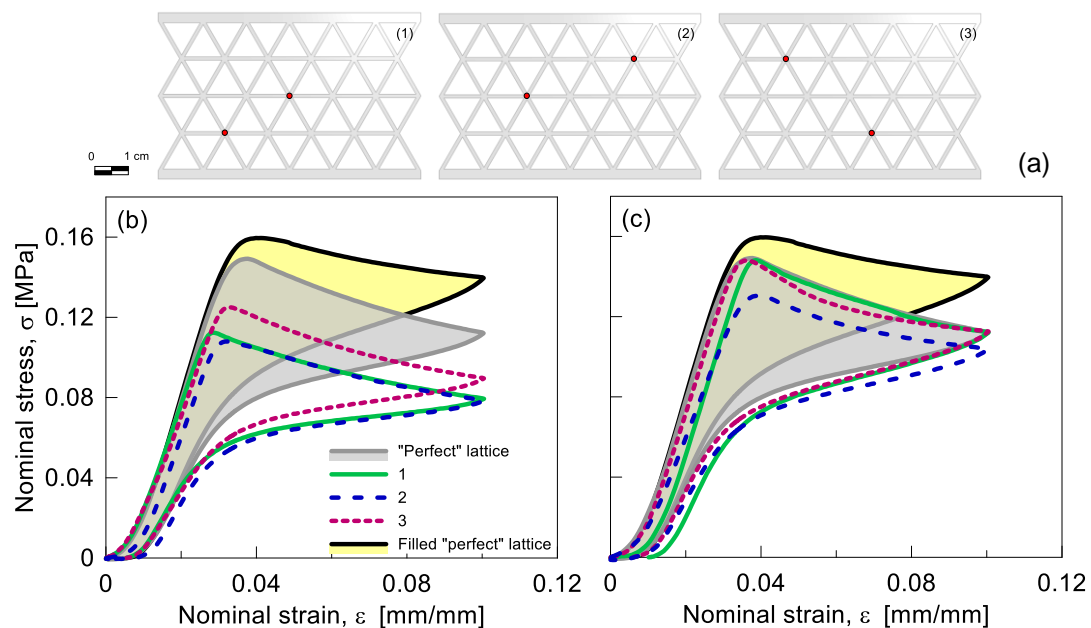 (1)
(2)
(3)
0
1 cm
(a)
(b)
(c)
Nominal stress, σ [MPa]
0.16
0.12
0.08
0.04
0
"Perfect" lattice
1
2
3
Filled "perfect" lattice
0
0.04
0.08
0.12
0
0.04
0.08
0.12
Nominal strain, ε [mm/mm]
Nominal strain, ε [mm/mm]